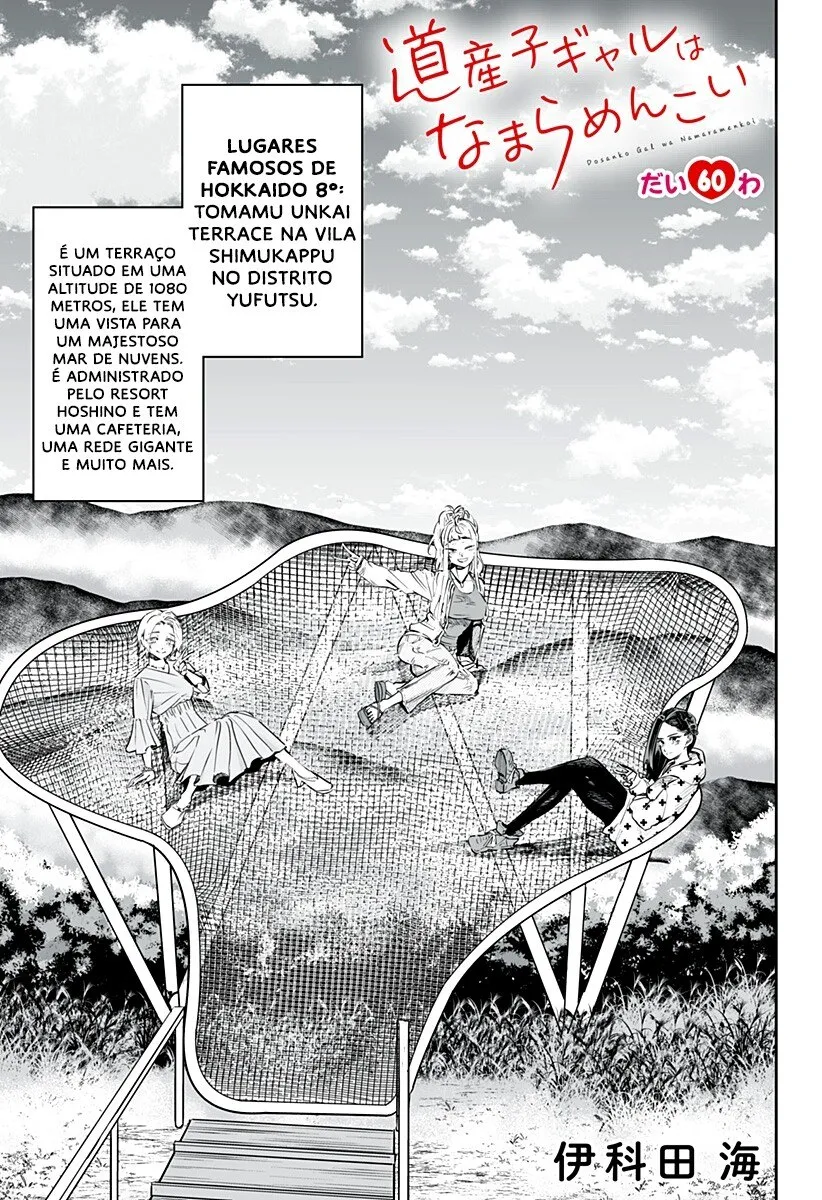 道産子ギャルは
なまらめんこい
Dosanko Gal wa Namaramenkoi
だい60わ
LUGARES
FAMOSOS DE
HOKKAIDO 8º:
TOMAMU UNKAI
TERRACE NA VILA
SHIMUKAPPU
NO DISTRITO
YUFUTSU.
É UM TERRAÇO
SITUADO EM UMA
ALTITUDE DE 1080
METROS, ELE TEM
UMA VISTA PARA
UM MAJESTOSO
MAR DE NUVENS.
É ADMINISTRADO
PELO RESORT
HOSHINO E TEM
UMA CAFETERIA,
UMA REDE GIGANTE
E MUITO MAIS.
伊科田 海